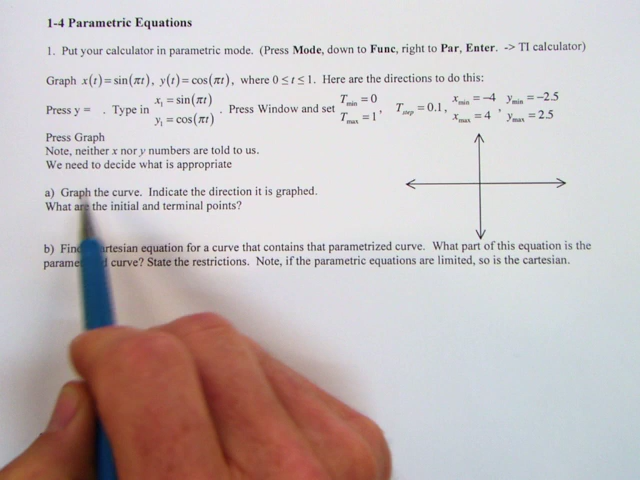 1-4 Parametric Equations
1. Put your calculator in parametric mode. (Press Mode, down to Func, right to Par, Enter. -> TI calculator)
Graph x(t)=sin(πt), y(t)=cos(πt), where 0≤t≤1. Here are the directions to do this:
Press y = . Type in x₁=sin(πt) y₁=cos(πt) . Press Window and set Tmin=0 Tmax=1 , Tstep=0.1, xmin=-4 xmax=4 , ymin=-2.5 ymax=2.5
Press Graph
Note, neither x nor y numbers are told to us.
We need to decide what is appropriate
a) Graph the curve. Indicate the direction it is graphed.
What are the initial and terminal points?
b) Find artesian equation for a curve that contains that parametrized curve. What part of this equation is the
curve? State the restrictions. Note, if the parametric equations are limited, so is the cartesian.